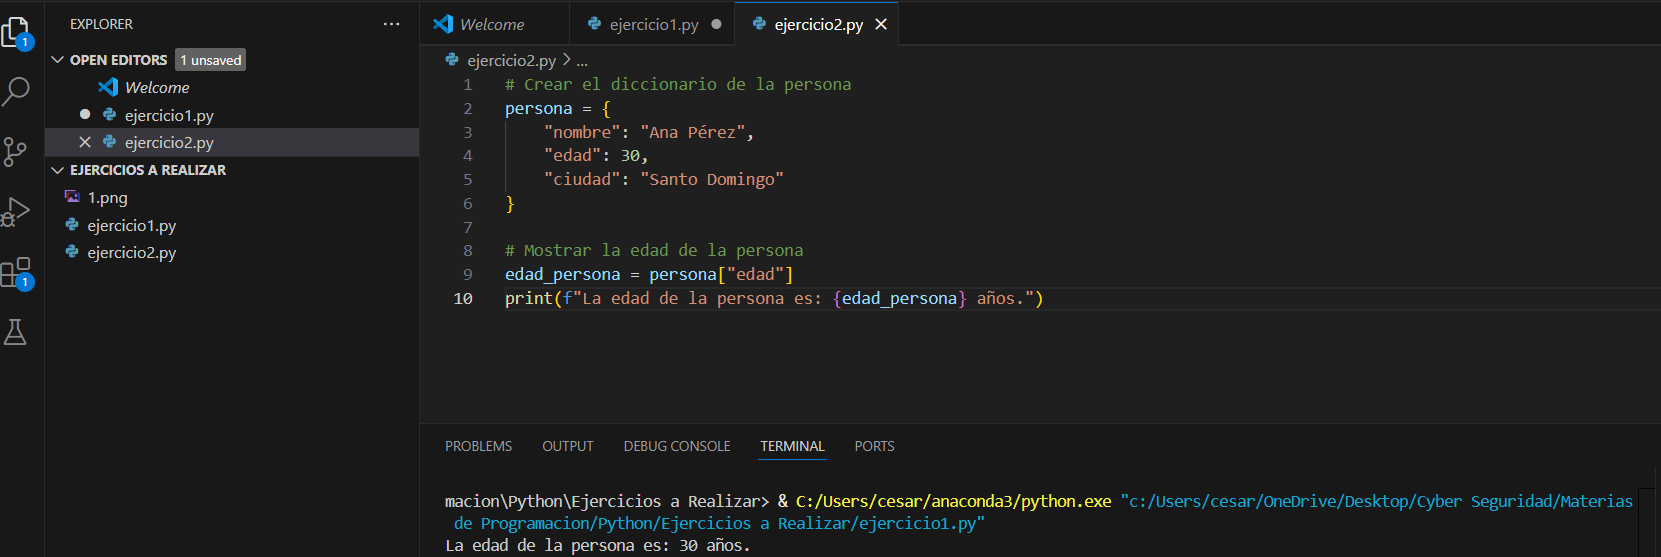 EXPLORER
...
OPEN EDITORS 1 unsaved
Welcome
ejercicio1.py
ejercicio2.py
EJERCICIOS A REALIZAR
1.png
ejercicio1.py
ejercicio2.py
1
1
Welcome ejercicio1.py ejercicio2.py
ejercicio2.py > ...
1 # Crear el diccionario de la persona
2 persona = {
3     "nombre": "Ana Pérez",
4     "edad": 30,
5     "ciudad": "Santo Domingo"
6 }
7
8 # Mostrar la edad de la persona
9 edad_persona = persona["edad"]
10 print(f"La edad de la persona es: {edad_persona} años.")
PROBLEMS OUTPUT DEBUG CONSOLE TERMINAL PORTS
macion\Python\Ejercicios a Realizar> & C:/Users/cesar/anaconda3/python.exe "c:/Users/cesar/OneDrive/Desktop/Cyber Seguridad/Materias
de Programacion/Python/Ejercicios a Realizar/ejercicio1.py"
La edad de la persona es: 30 años.